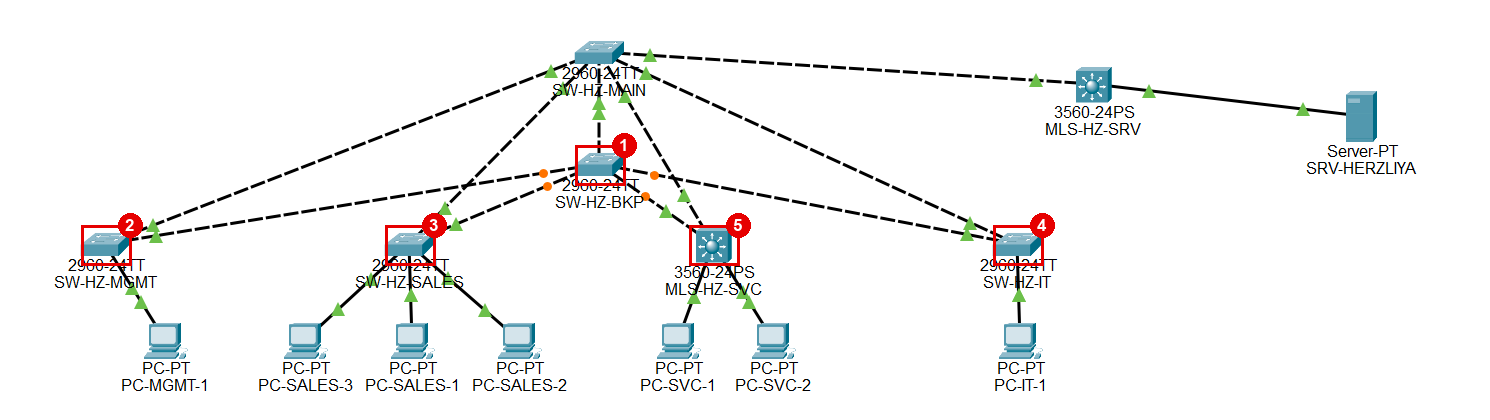 2960-24TT
SW-HZ-MAIN
3560-24PS
MLS-HZ-SRV
Server-PT
SRV-HERZLIYA
1
2960-24TT
SW-HZ-BKP
2
2960-24TT
SW-HZ-MGMT
3
2960-24TT
SW-HZ-SALES
5
3560-24PS
MLS-HZ-SVC
4
2960-24TT
SW-HZ-IT
PC-PT
PC-MGMT-1
PC-PT
PC-SALES-3
PC-PT
PC-SALES-1
PC-PT
PC-SALES-2
PC-PT
PC-SVC-1
PC-PT
PC-SVC-2
PC-PT
PC-IT-1